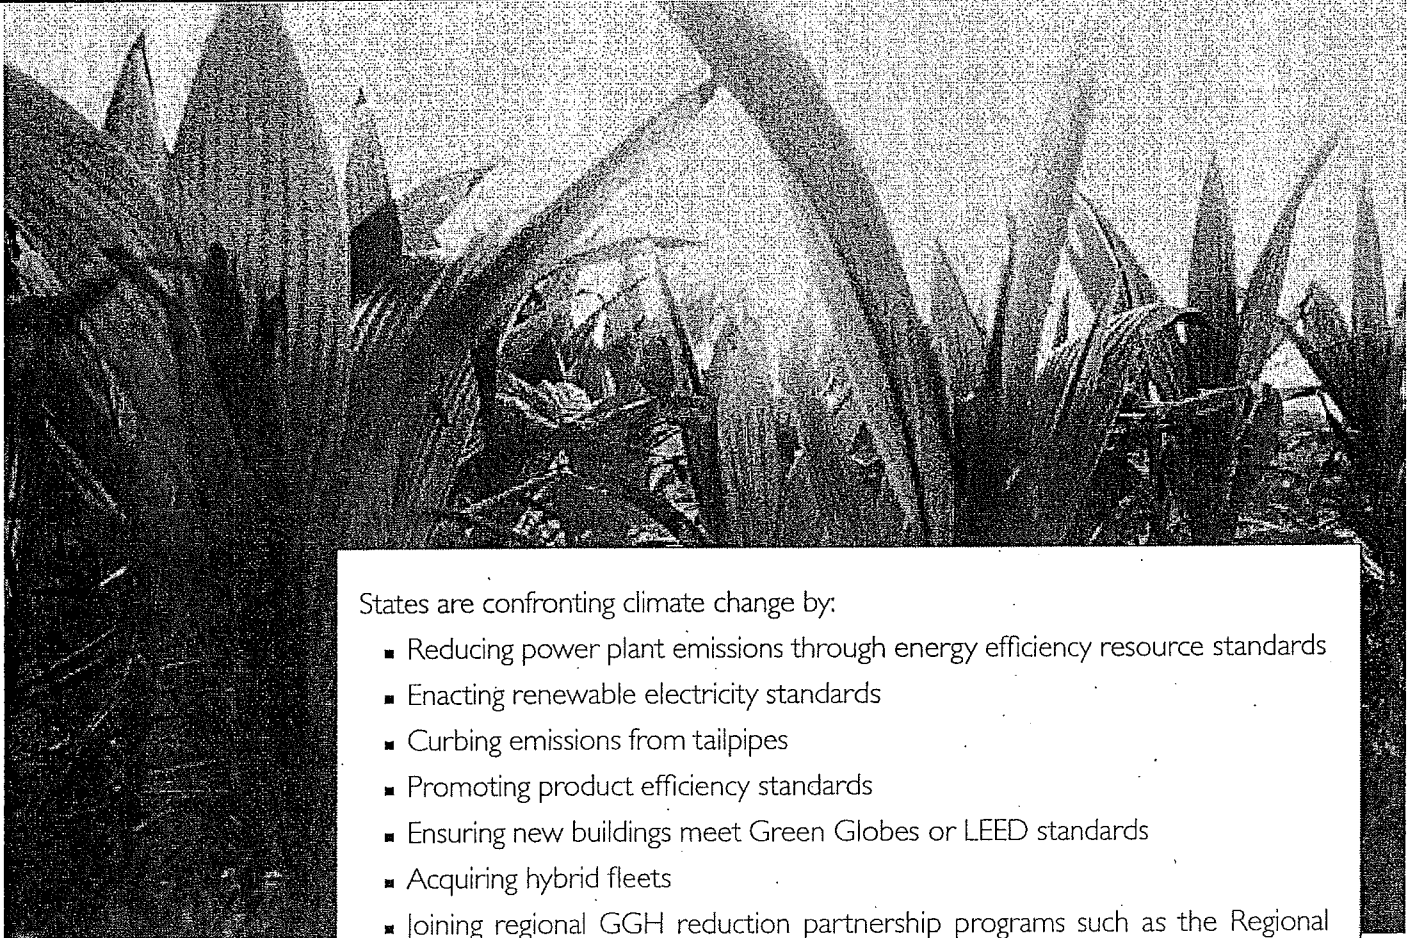 States are confronting climate change by:
▪ Reducing power plant emissions through energy efficiency resource standards
▪ Enacting renewable electricity standards
▪ Curbing emissions from tailpipes
▪ Promoting product efficiency standards
▪ Ensuring new buildings meet Green Globes or LEED standards
▪ Acquiring hybrid fleets
▪ Joining regional GGH reduction partnership programs such as the Regional